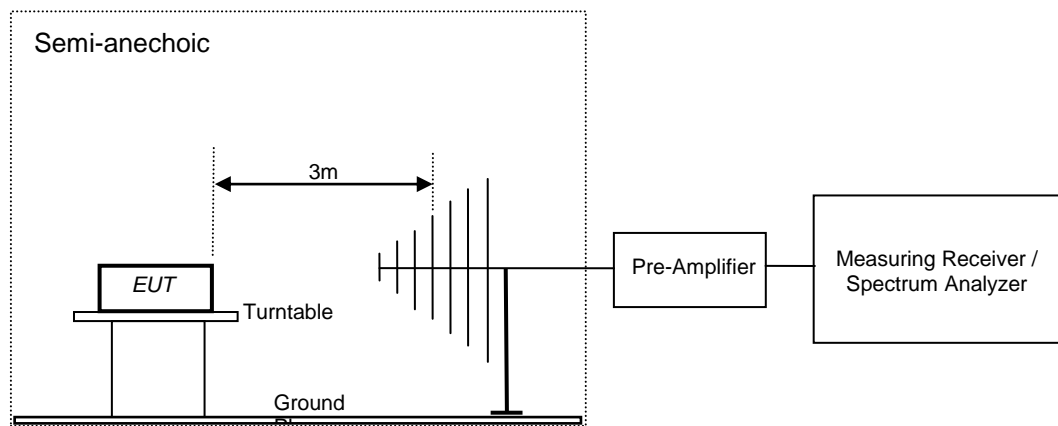 Semi-anechoic
3m
EUT
Turntable
Pre-Amplifier
Measuring Receiver /
Spectrum Analyzer
Ground